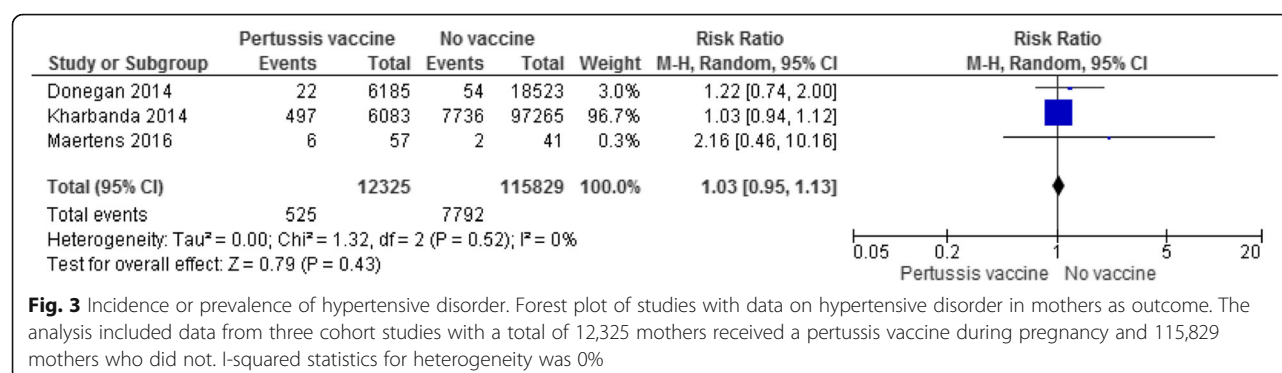 Pertussis vaccine No vaccine Risk Ratio Risk Ratio
Study or Subgroup Events Total Events Total Weight M-H, Random, 95% CI M-H, Random, 95% CI
Donegan 2014 22 6185 54 18523 3.0% 1.22 [0.74, 2.00]
Kharbanda 2014 497 6083 7736 97265 96.7% 1.03 [0.94, 1.12]
Maertens 2016 6 57 2 41 0.3% 2.16 [0.46, 10.16]
Total (95% CI) 12325 115829 100.0% 1.03 [0.95, 1.13]
Total events 525 7792
Heterogeneity: Tau² = 0.00; Chi² = 1.32, df = 2 (P = 0.52); I² = 0%
Test for overall effect: Z = 0.79 (P = 0.43)
0.05 0.2 1 5 20
Pertussis vaccine No vaccine
Fig. 3 Incidence or prevalence of hypertensive disorder. Forest plot of studies with data on hypertensive disorder in mothers as outcome. The
analysis included data from three cohort studies with a total of 12,325 mothers received a pertussis vaccine during pregnancy and 115,829
mothers who did not. I-squared statistics for heterogeneity was 0%